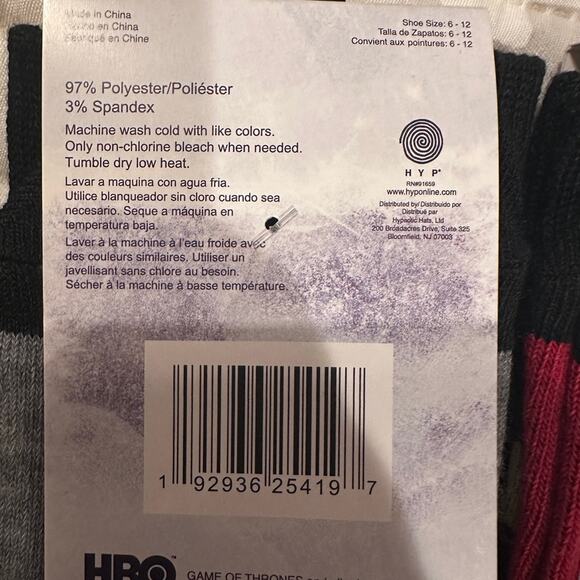 Made in China
en China
en Chine
Shoe Size: 6 - 12
Talla de Zapatos: 6 - 12
Convient aux pointures: 6 - 12
97% Polyester/Poliéster
3% Spandex
Machine wash cold with like colors.
Only non-chlorine bleach when needed.
Tumble dry low heat.
Lavar a maquina con agua fria.
Utilice blanqueador sin cloro cuando sea
necesario. Seque a máquina en
temperatura baja.
Laver à la machine à l'eau froide avec
des couleurs similaires. Utiliser un
javellisant sans chlore au besoin.
Sécher à la machine à basse température.
HYP
RN#91659
www.hyponline.com
Distributed by/ Distribuido por
Distribué par
Hypnotic Hats, Ltd
200 Broadacres Drive, Suite 325
Bloomfield, NJ 07003
1 92936 25419 7
HBO™
GAME OF THRONES